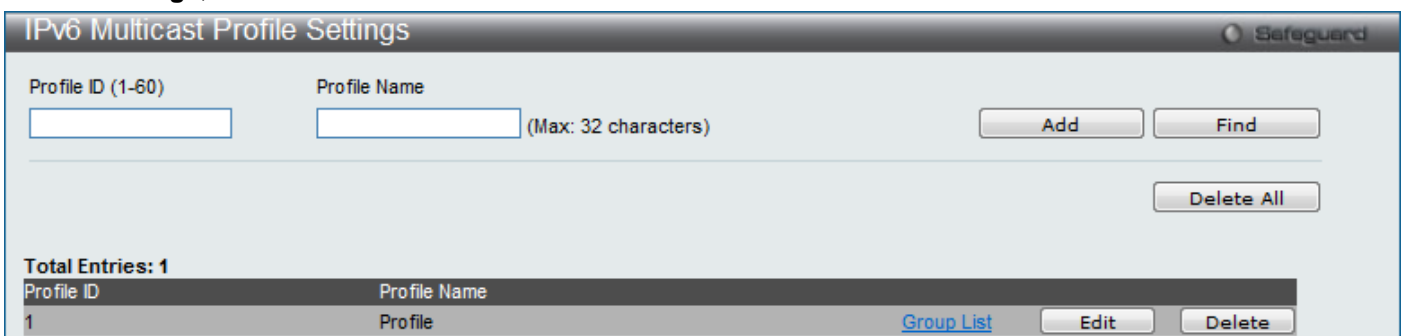 IPv6 Multicast Profile Settings
Safeguard
Profile ID (1-60) Profile Name
(Max: 32 characters) Add Find
Delete All
Total Entries: 1
Profile ID Profile Name
1 Profile Group List Edit Delete